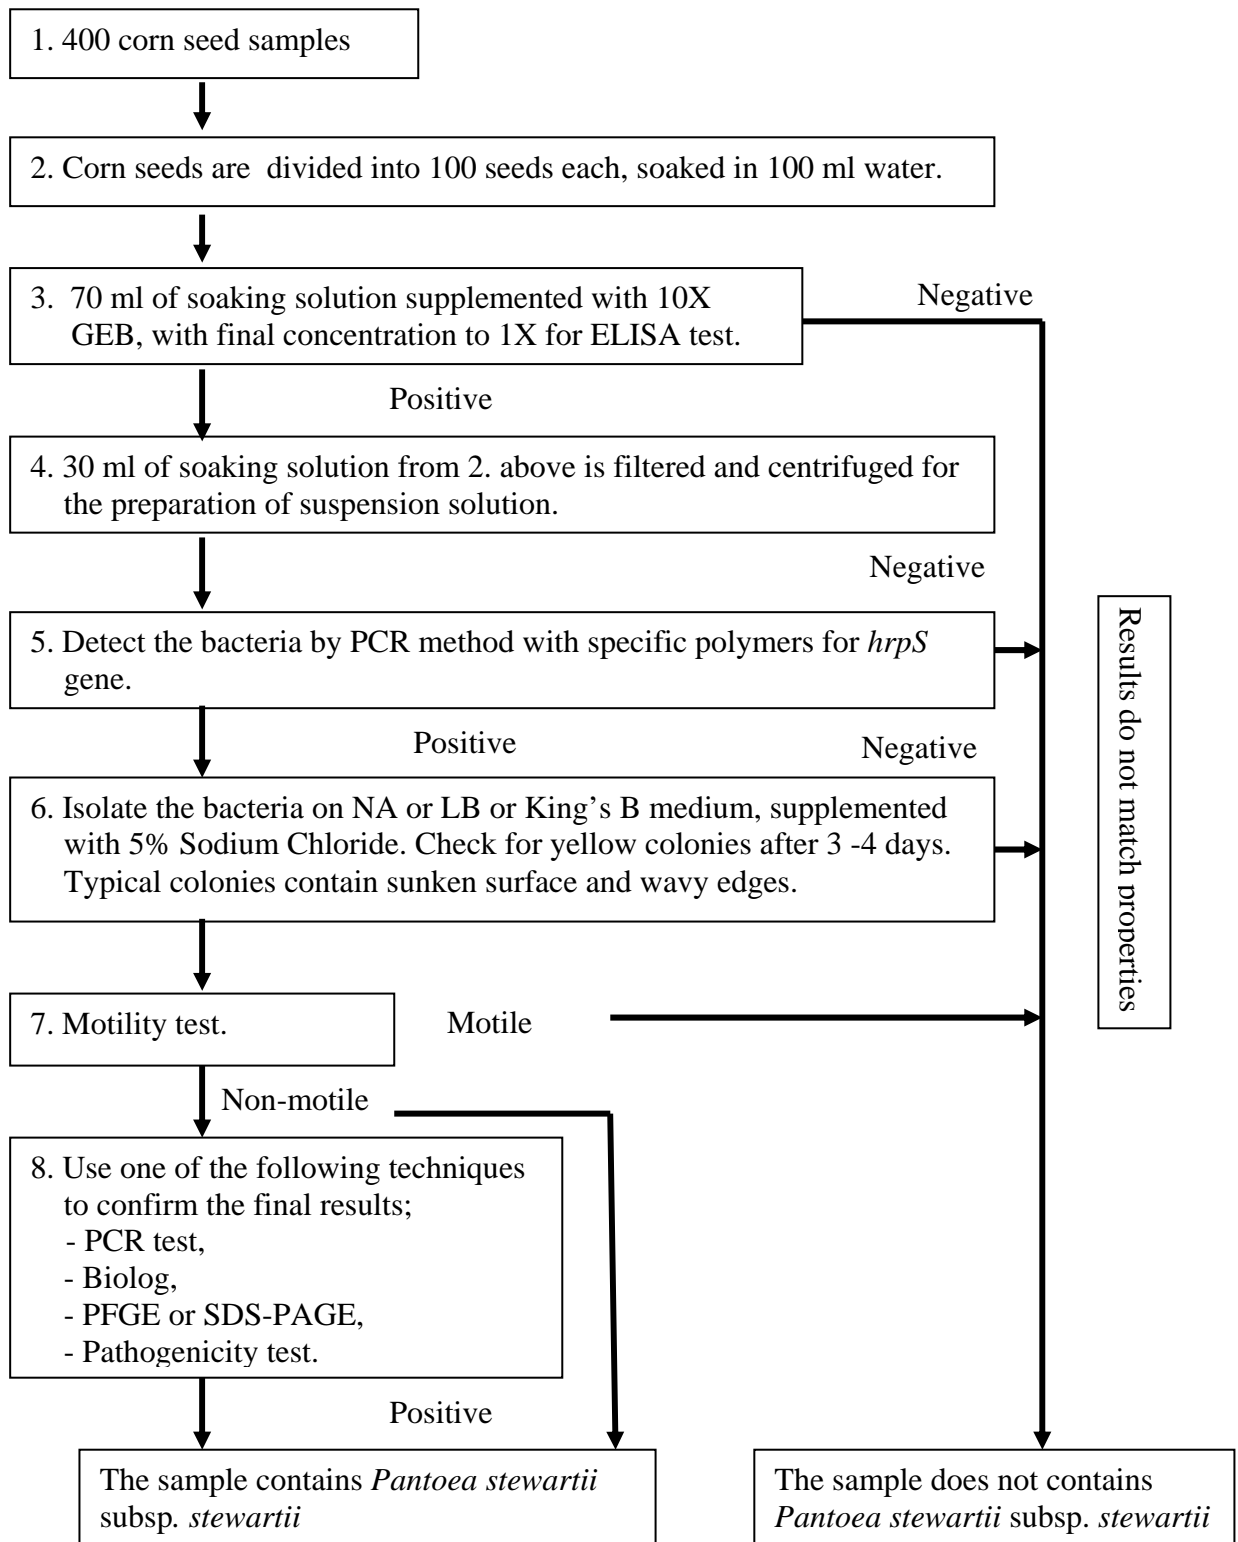 1. 400 corn seed samples
2. Corn seeds are  divided into 100 seeds each, soaked in 100 ml water.
3.  70 ml of soaking solution supplemented with 10X
GEB, with final concentration to 1X for ELISA test.
Negative
Positive
4. 30 ml of soaking solution from 2. above is filtered and centrifuged for
the preparation of suspension solution.
Negative
5. Detect the bacteria by PCR method with specific polymers for hrpS
gene.
Results do not match properties
Positive
Negative
6. Isolate the bacteria on NA or LB or King's B medium, supplemented
with 5% Sodium Chloride. Check for yellow colonies after 3 -4 days.
Typical colonies contain sunken surface and wavy edges.
7. Motility test.
Motile
Non-motile
8. Use one of the following techniques
to confirm the final results;
- PCR test,
- Biolog,
- PFGE or SDS-PAGE,
- Pathogenicity test.
Positive
The sample contains Pantoea stewartii
subsp. stewartii
The sample does not contains
Pantoea stewartii subsp. stewartii